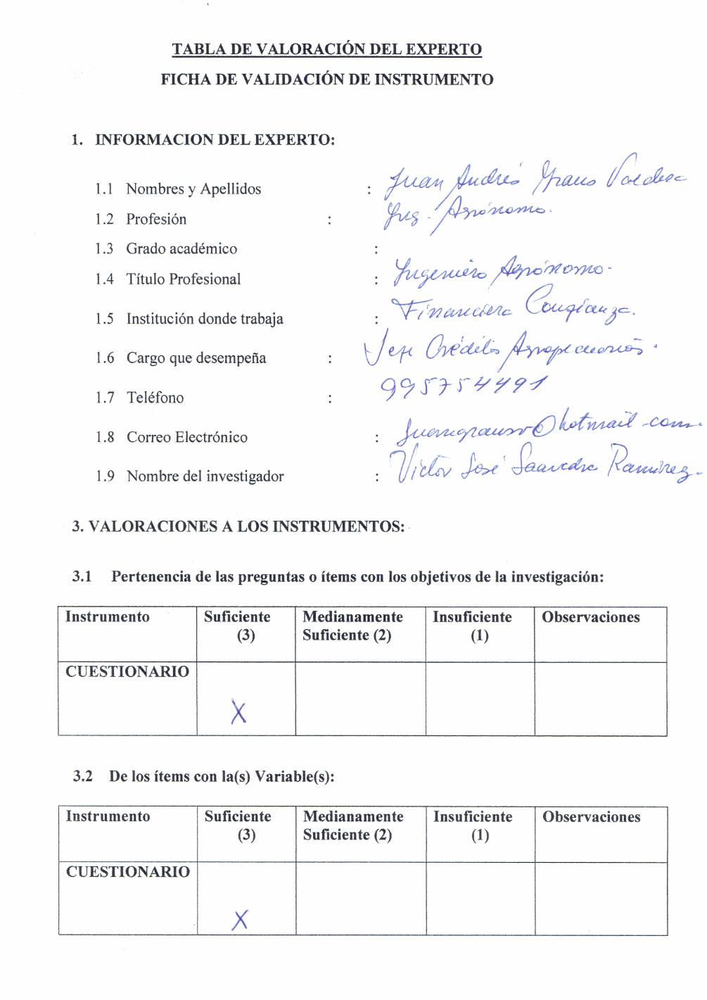 TABLA DE VALORACIÓN DEL EXPERTO
FICHA DE VALIDACIÓN DE INSTRUMENTO
1. INFORMACION DEL EXPERTO:
1.1 Nombres y Apellidos : Juan Andrés Graus
1.2 Profesión : Ing. Agrónomo.
1.3 Grado académico :
1.4 Título Profesional : Ingeniero Agrónomo-
1.5 Institución donde trabaja : Financiera Confianza.
1.6 Cargo que desempeña : Jefe Créditos Agropecuarios.
1.7 Teléfono : 995754491
1.8 Correo Electrónico :
1.9 Nombre del investigador : Victor José Saavedra Ramirez.
3. VALORACIONES A LOS INSTRUMENTOS:
3.1 Pertenencia de las preguntas o ítems con los objetivos de la investigación:
Instrumento Suficiente Medianamente Insuficiente Observaciones
(3) Suficiente (2) (1)
CUESTIONARIO
X
3.2 De los ítems con la(s) Variable(s):
Instrumento Suficiente Medianamente Insuficiente Observaciones
(3) Suficiente (2) (1)
CUESTIONARIO
X